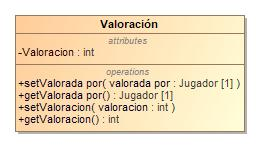 Valoración
attributes
-Valoracion : int
operations
+setValorada por( valorada por : Jugador [1] )
+getValorada por() : Jugador [1]
+setValoracion( valoracion : int )
+getValoracion() : int